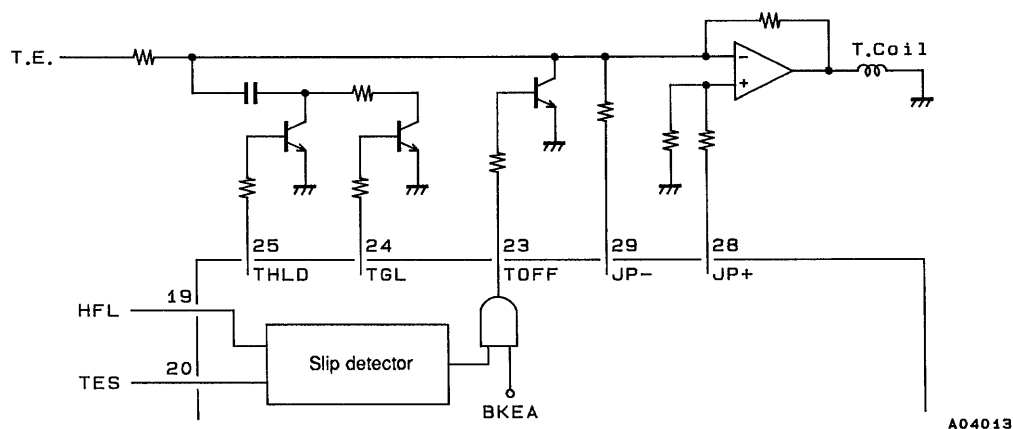 T.E.
T.Coil
-
+
25
24
23
29
28
THLD
TGL
TOFF
JP-
JP+
HFL
19
Slip detector
TES
20
BKEA
A04013